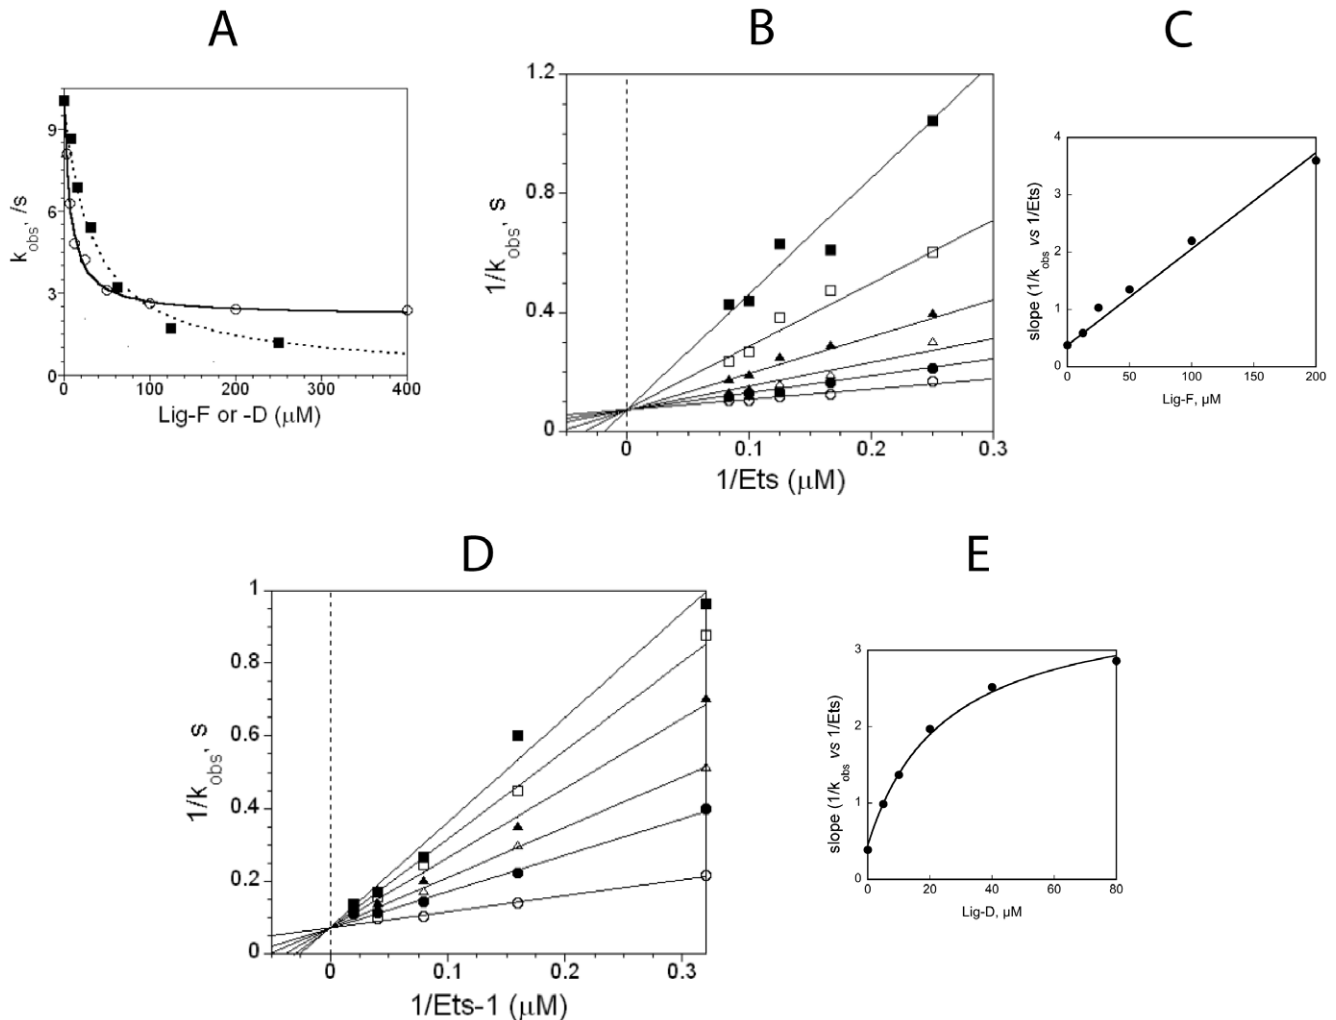 A
B
C
k_obs, /s
9
6
3
0
0 100 200 300 400
Lig-F or -D (μM)
1/k_obs, s
1.2
0.8
0.4
0
0 0.1 0.2 0.3
1/Ets (μM)
slope (1/k_obs vs 1/Ets)
4
3
2
1
0
0 50 100 150 200
Lig-F, μM
D
E
1/k_obs, s
1
0.8
0.6
0.4
0.2
0
0 0.1 0.2 0.3
1/Ets-1 (μM)
slope (1/k_obs vs 1/Ets)
3
2
1
0
0 20 40 60 80
Lig-D, μM